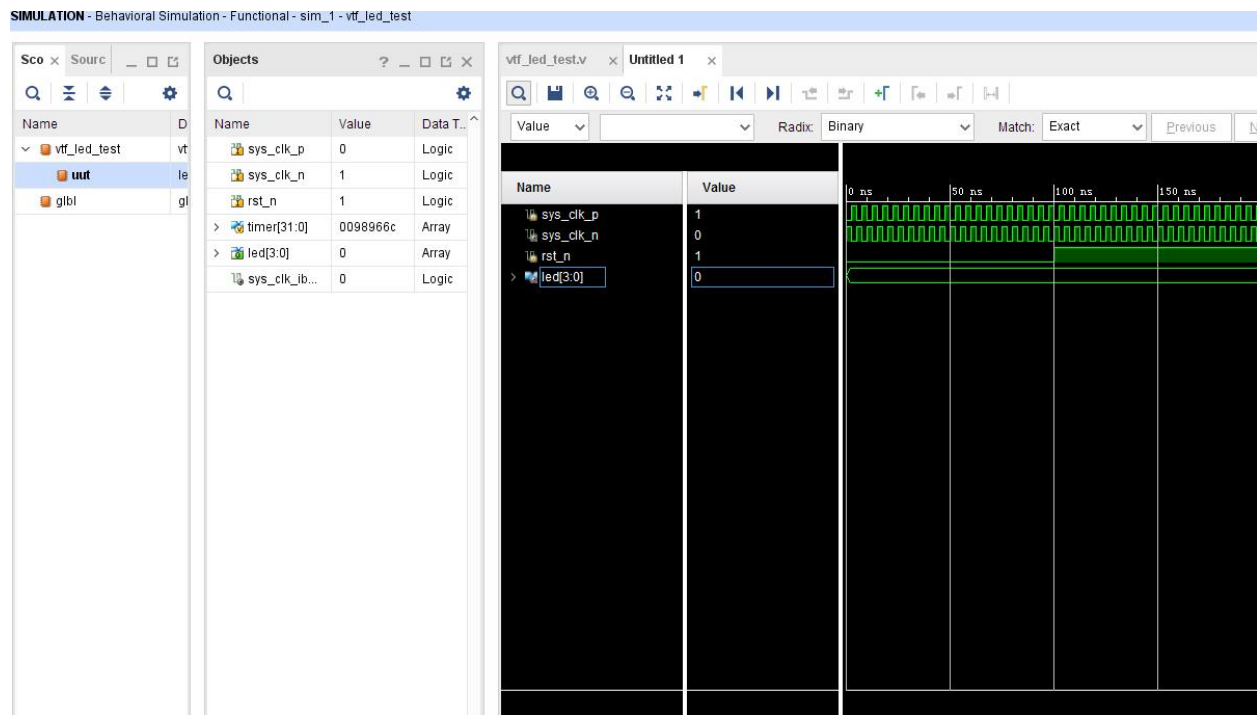 SIMULATION - Behavioral Simulation - Functional - sim_1 - vtf_led_test
Sco Sourc
Name D
vtf_led_test vt
uut le
glbl gl
Objects
Name Value Data T..
sys_clk_p 0 Logic
sys_clk_n 1 Logic
rst_n 1 Logic
timer[31:0] 0098966c Array
led[3:0] 0 Array
sys_clk_ib... 0 Logic
vtf_led_test.v Untitled 1
Value Radix: Binary Match: Exact Previous N
Name Value
0 ns 50 ns 100 ns 150 ns
sys_clk_p 1
sys_clk_n 0
rst_n 1
led[3:0] 0